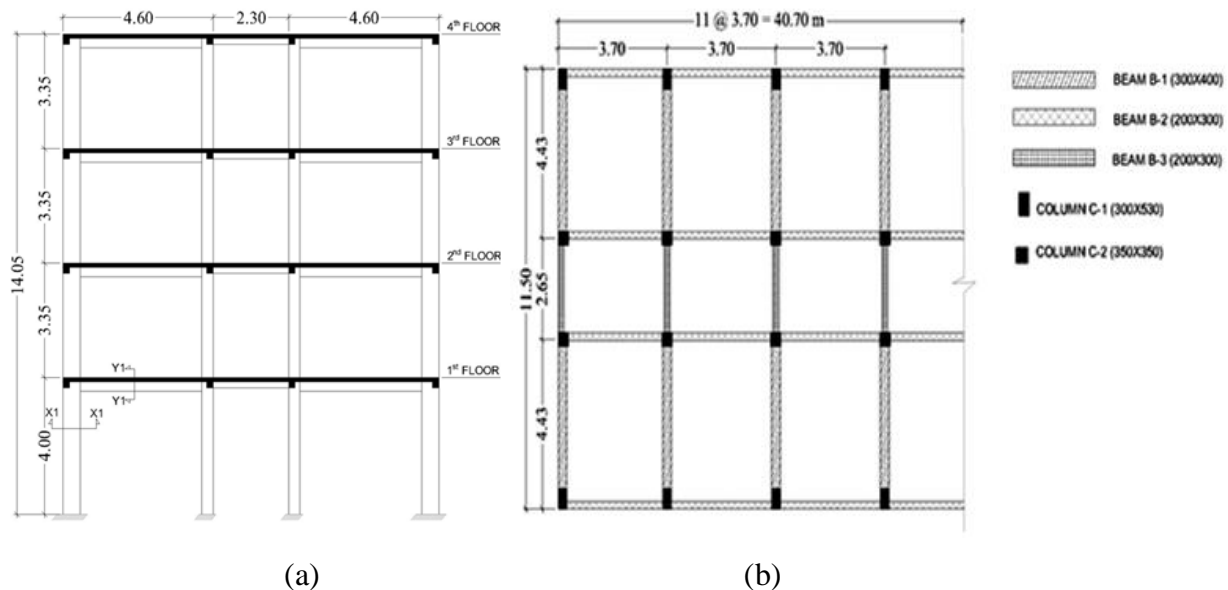 4.60 2.30 4.60
4th FLOOR
3.35
3rd FLOOR
3.35
2nd FLOOR
14.05
3.35
1st FLOOR
Y1
Y1
X1 X1
4.00
(a)
11 @ 3.70 = 40.70 m
3.70 3.70 3.70
4.43
11.50
2.65
4.43
BEAM B-1 (300X400)
BEAM B-2 (200X300)
BEAM B-3 (200X300)
COLUMN C-1 (300X530)
COLUMN C-2 (350X350)
(b)